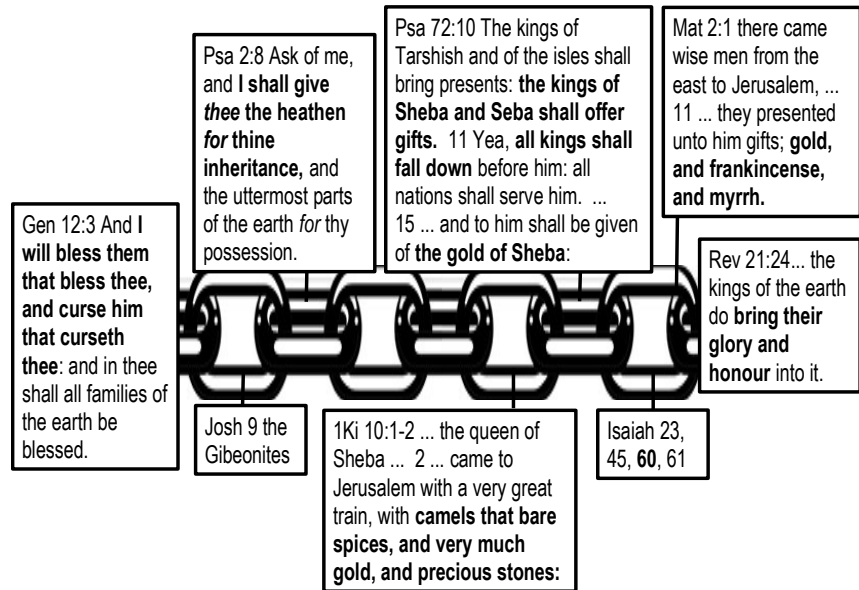 Gen 12:3 And I
will bless them
that bless thee,
and curse him
that curseth
thee: and in thee
shall all families of
the earth be
blessed.
Psa 2:8 Ask of me,
and I shall give
thee the heathen
for thine
inheritance, and
the uttermost parts
of the earth for thy
possession.
Josh 9 the
Gibeonites
Psa 72:10 The kings of
Tarshish and of the isles shall
bring presents: the kings of
Sheba and Seba shall offer
gifts. 11 Yea, all kings shall
fall down before him: all
nations shall serve him. ...
15 ... and to him shall be given
of the gold of Sheba:
1Ki 10:1-2 ... the queen of
Sheba ... 2 ... came to
Jerusalem with a very great
train, with camels that bare
spices, and very much
gold, and precious stones:
Mat 2:1 there came
wise men from the
east to Jerusalem, ...
11 ... they presented
unto him gifts; gold,
and frankincense,
and myrrh.
Isaiah 23,
45, 60, 61
Rev 21:24... the
kings of the earth
do bring their
glory and
honour into it.